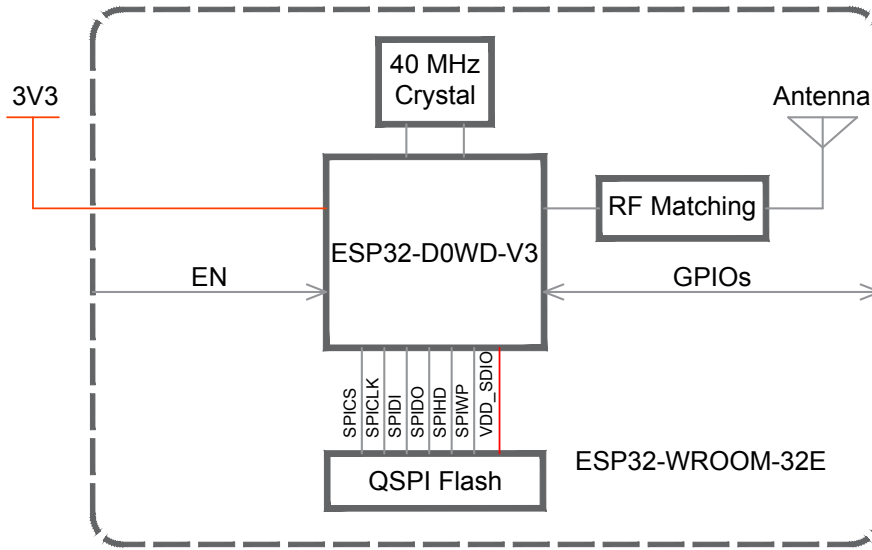 40 MHz
Crystal
3V3
Antenna
RF Matching
ESP32-D0WD-V3
EN
GPIOs
SPICS
SPICLK
SPIDI
SPIDO
SPIHD
SPIWP
VDD_SDIO
ESP32-WROOM-32E
QSPI Flash